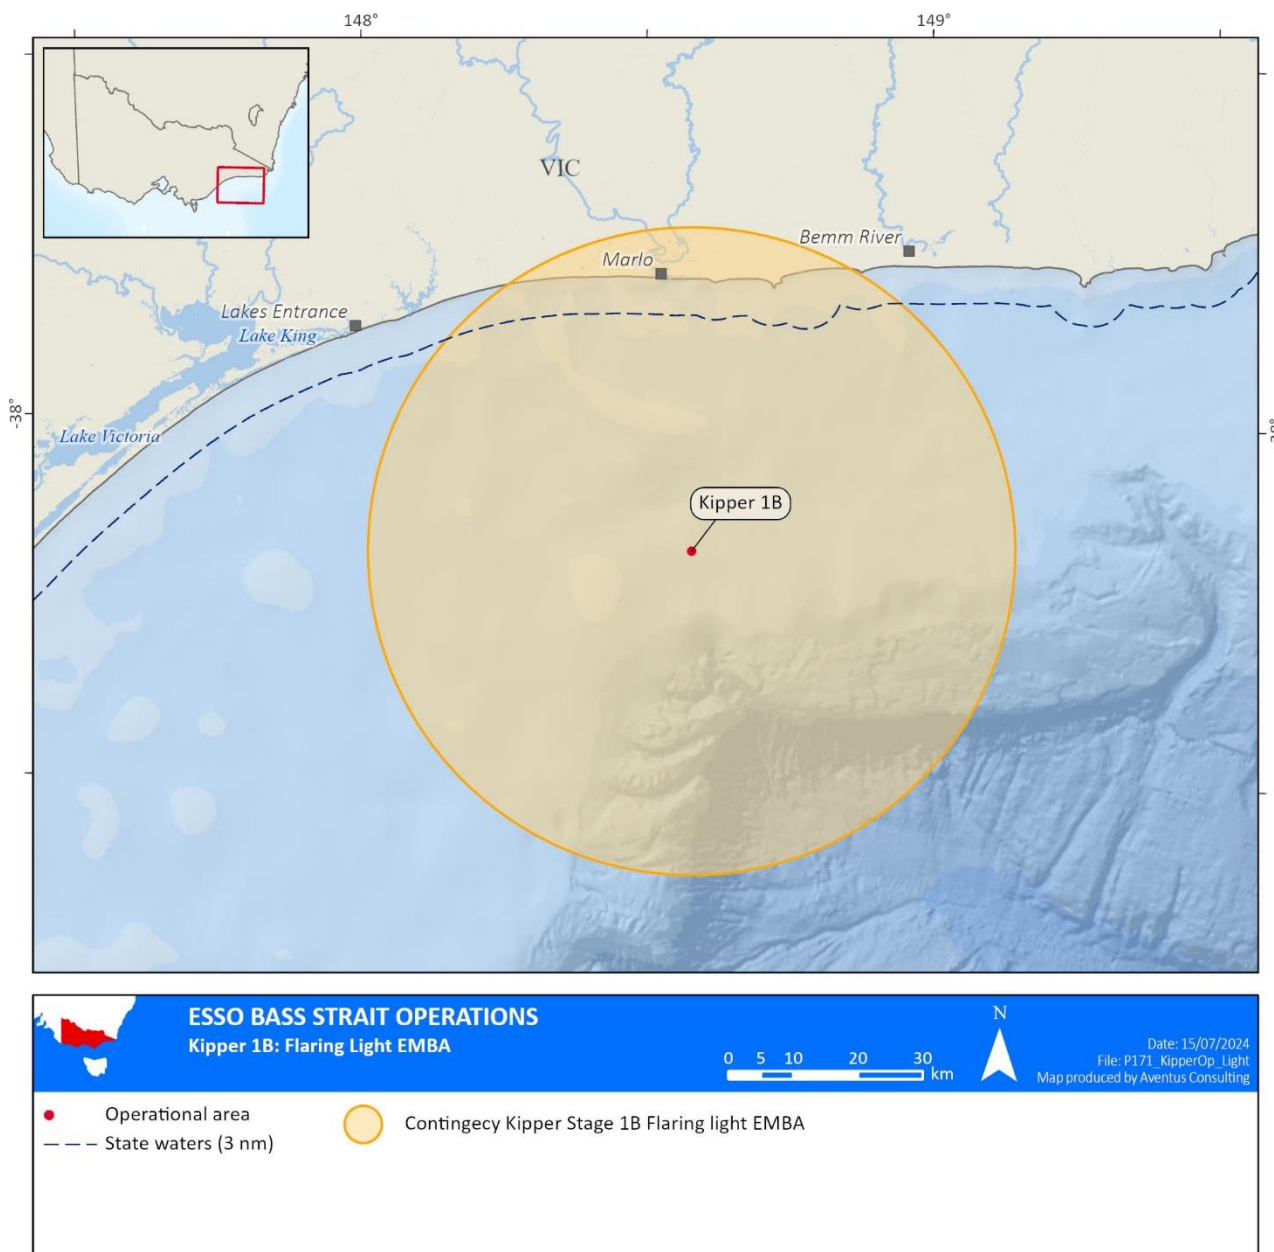 148°
149°
VIC
Bemm River
Marlo
Lakes Entrance
Lake King
-38°
Lake Victoria
Kipper 1B
ESSO BASS STRAIT OPERATIONS
Kipper 1B: Flaring Light EMBA
0 5 10 20 30
km
N
Date: 15/07/2024
File: P171_KipperOp_Light
Map produced by Aventus Consulting
Operational area
State waters (3 nm)
Contingecy Kipper Stage 1B Flaring light EMBA